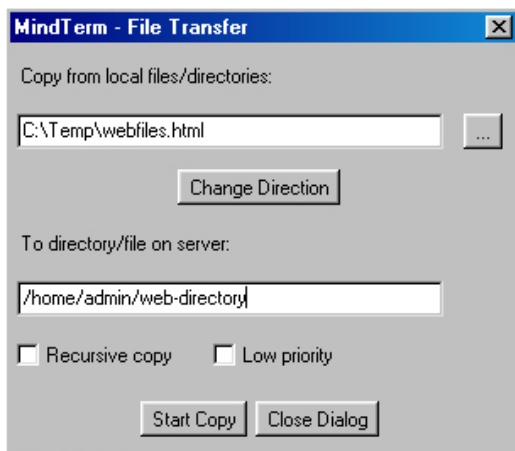 MindTerm - File Transfer
Copy from local files/directories:
C:\Temp\webfiles.html
...
Change Direction
To directory/file on server:
/home/admin/web-directory
Recursive copy Low priority
Start Copy Close Dialog